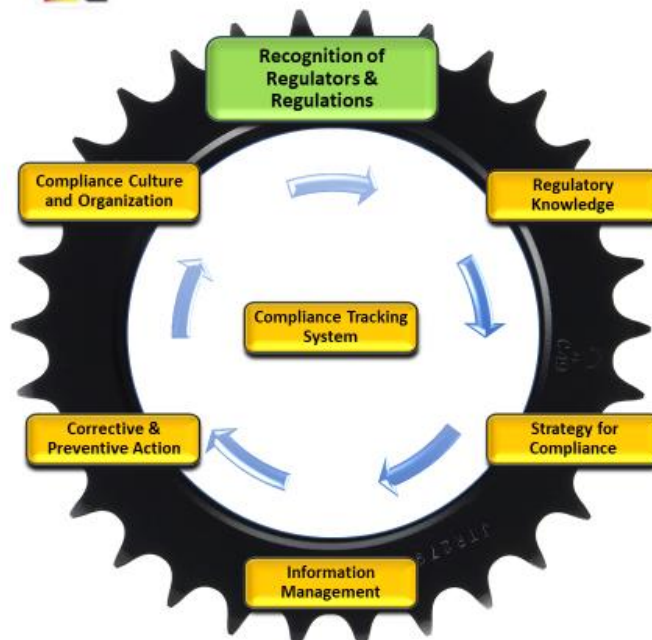 Recognition of
Regulators &
Regulations
Compliance Culture
and Organization
Regulatory
Knowledge
Compliance Tracking
System
Corrective &
Preventive Action
Strategy for
Compliance
Information
Management